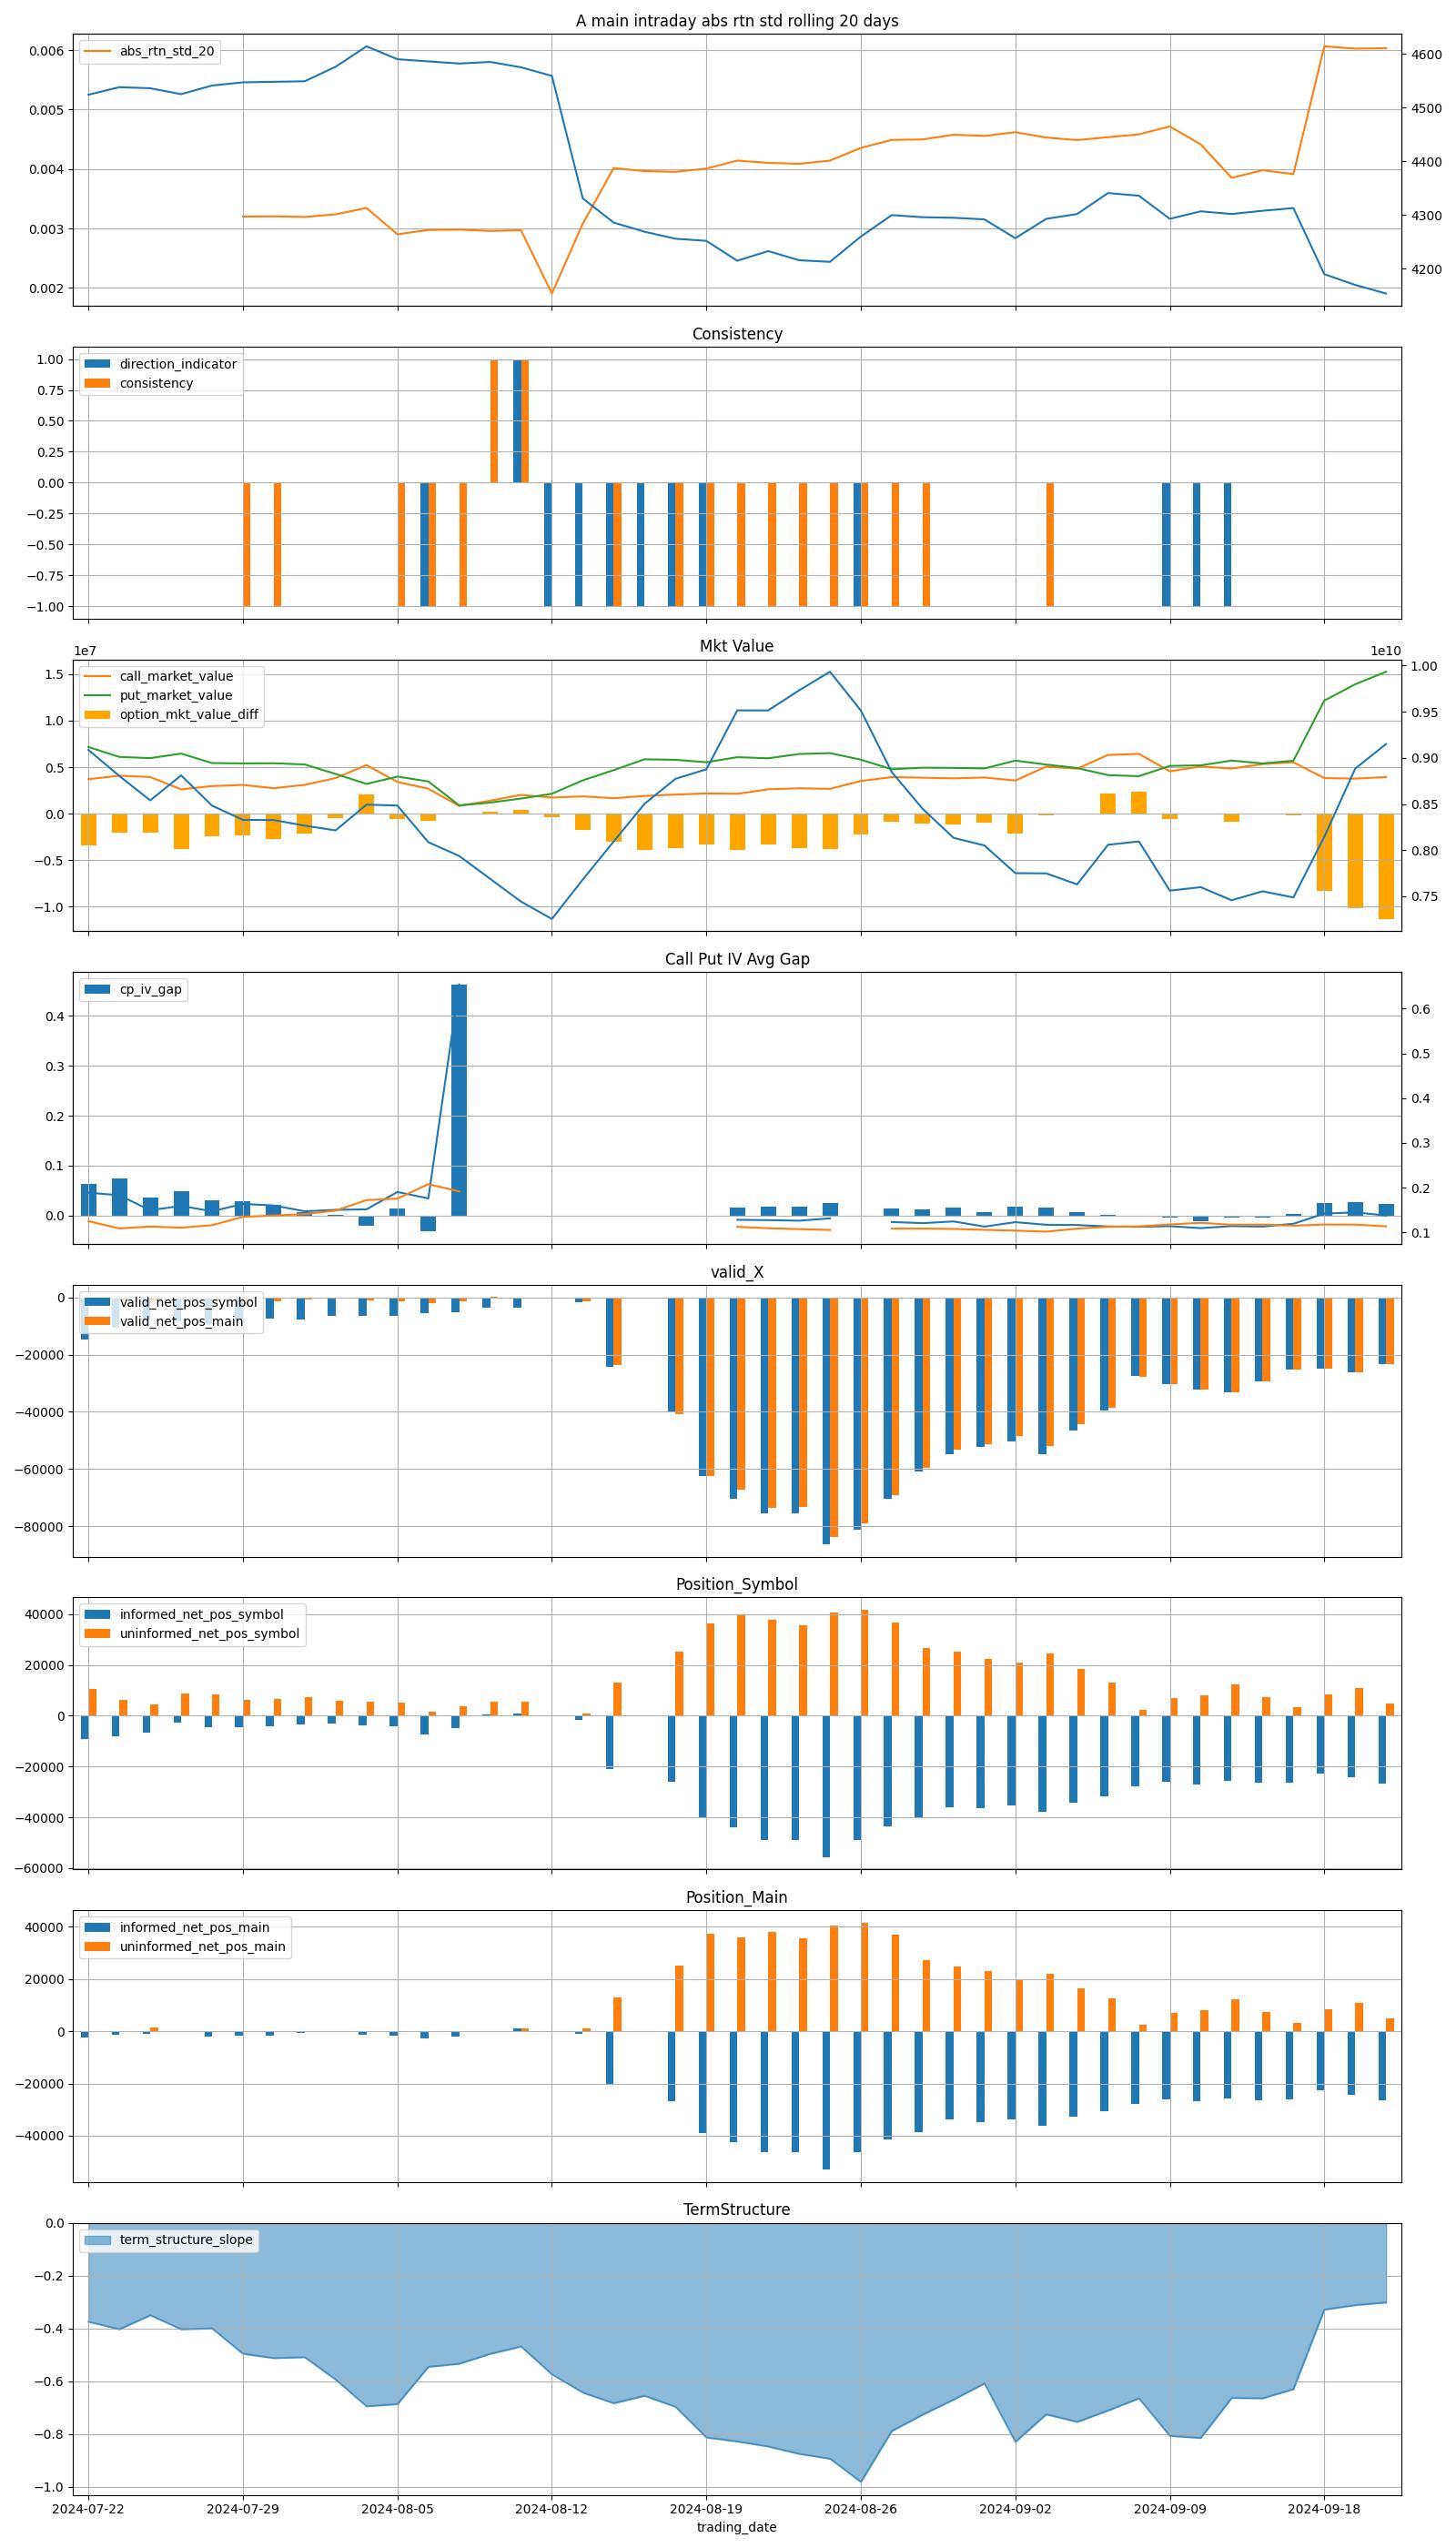 A main intraday abs rtn std rolling 20 days
abs_rtn_std_20
0.006
0.005
0.004
0.003
0.002
4600
4500
4400
4300
4200
Consistency
direction_indicator
consistency
1.00
0.75
0.50
0.25
0.00
−0.25
−0.50
−0.75
−1.00
Mkt Value
1e7
1e10
call_market_value
put_market_value
option_mkt_value_diff
1.5
1.0
0.5
0.0
−0.5
−1.0
1.00
0.95
0.90
0.85
0.80
0.75
Call Put IV Avg Gap
cp_iv_gap
0.4
0.3
0.2
0.1
0.0
0.6
0.5
0.4
0.3
0.2
0.1
valid_X
valid_net_pos_symbol
valid_net_pos_main
0
−20000
−40000
−60000
−80000
Position_Symbol
informed_net_pos_symbol
uninformed_net_pos_symbol
40000
20000
0
−20000
−40000
−60000
Position_Main
informed_net_pos_main
uninformed_net_pos_main
40000
20000
0
−20000
−40000
TermStructure
term_structure_slope
0.0
−0.2
−0.4
−0.6
−0.8
−1.0
2024-07-22 2024-07-29 2024-08-05 2024-08-12 2024-08-19 2024-08-26 2024-09-02 2024-09-09 2024-09-18
trading_date